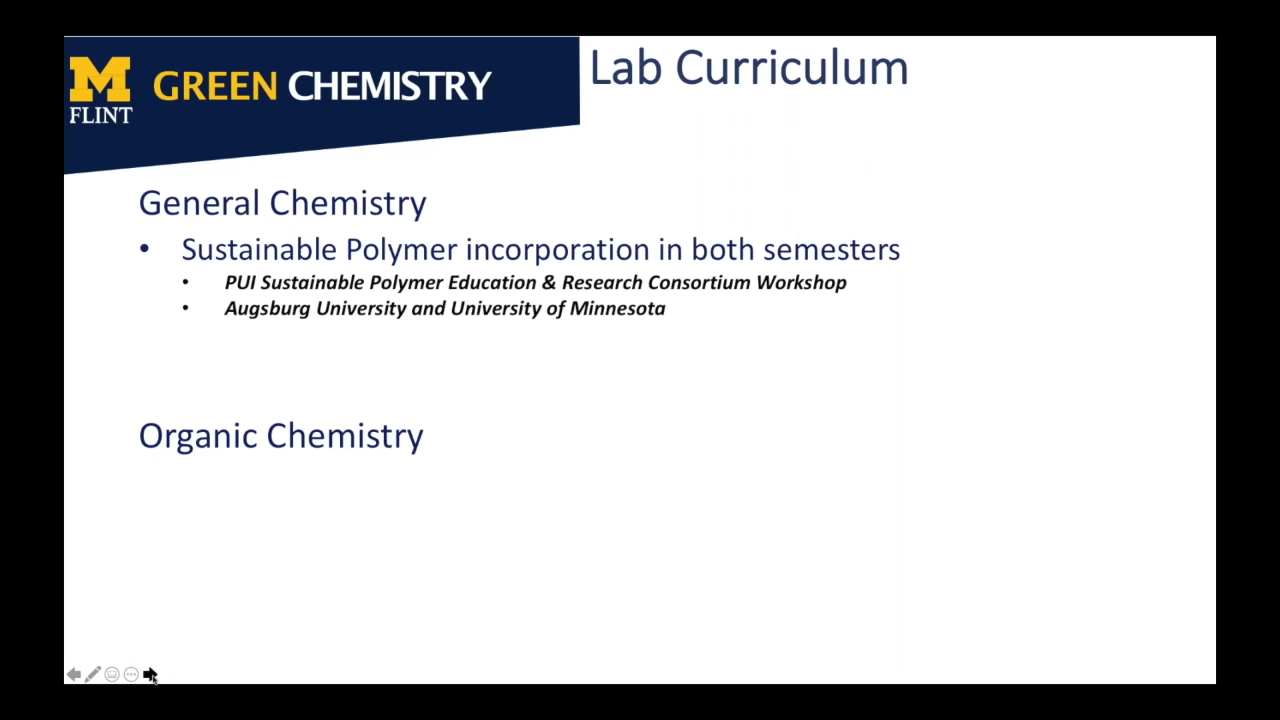 M
FLINT
GREEN CHEMISTRY
Lab Curriculum
General Chemistry
• Sustainable Polymer incorporation in both semesters
• PUI Sustainable Polymer Education & Research Consortium Workshop
• Augsburg University and University of Minnesota
Organic Chemistry